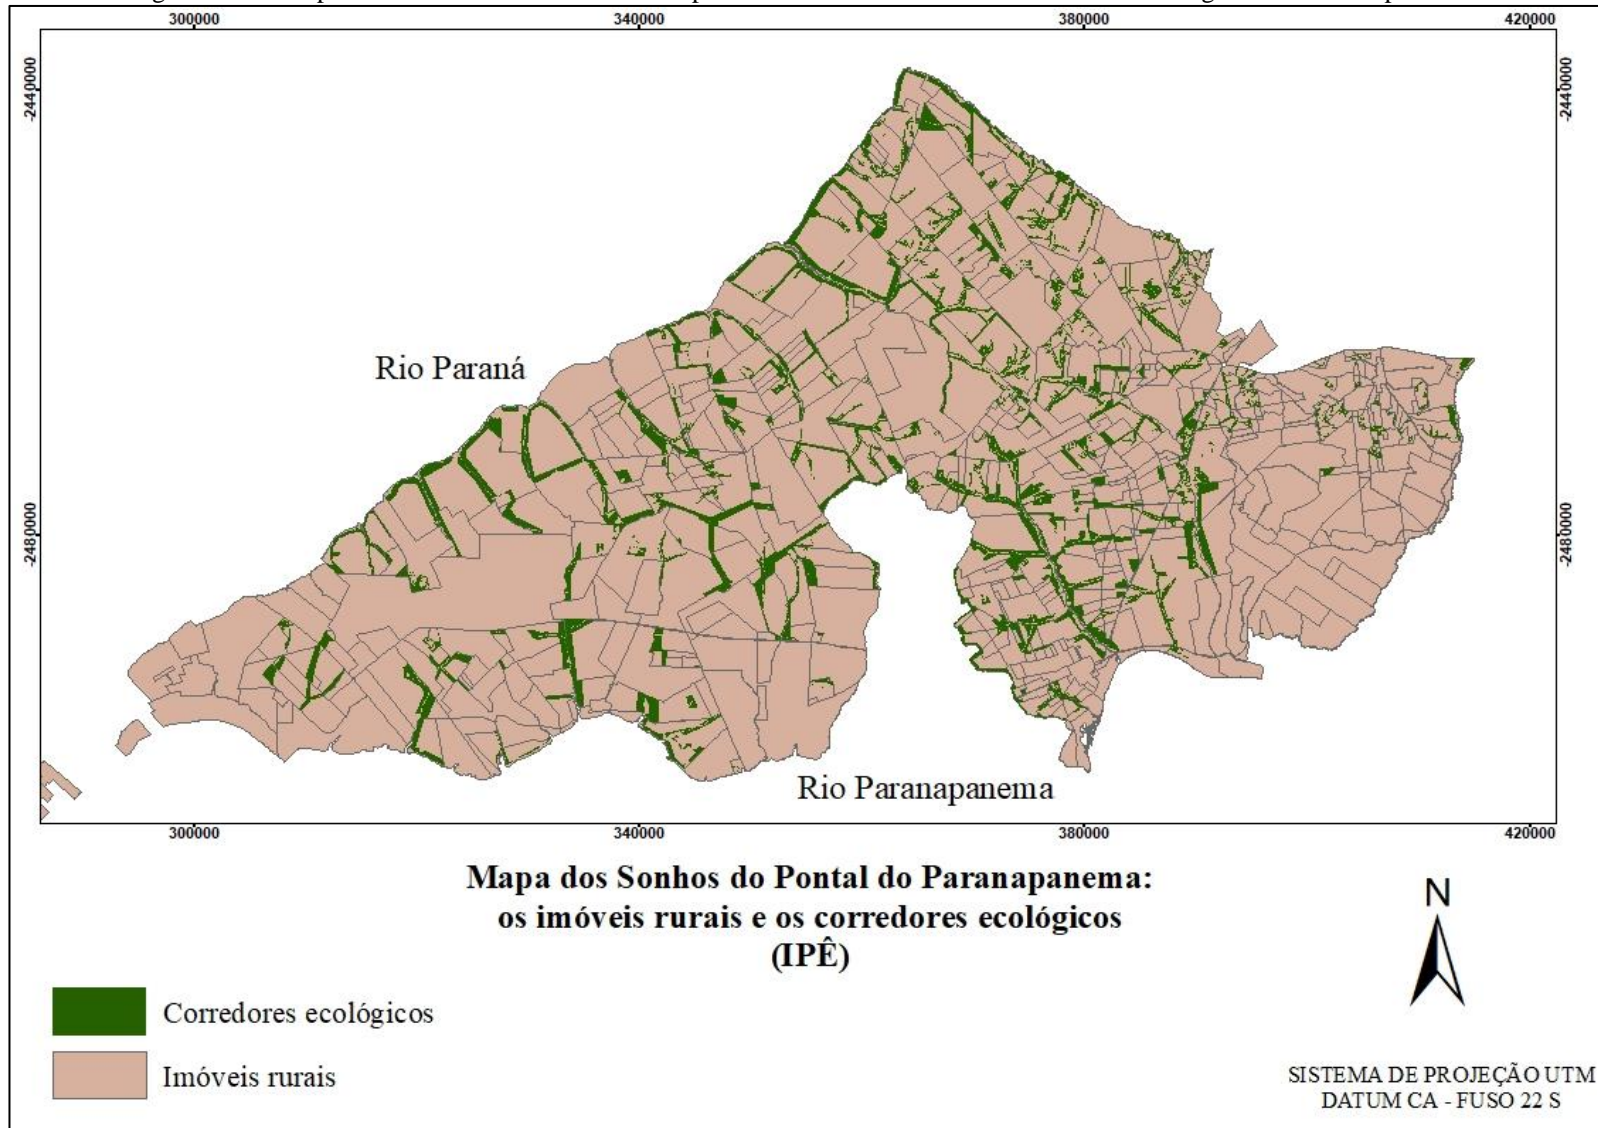 300000 340000 380000 420000
-2440000 -2440000
Rio Paraná
-2480000 -2480000
Rio Paranapanema
300000 340000 380000 420000
Mapa dos Sonhos do Pontal do Paranapanema:
os imóveis rurais e os corredores ecológicos
(IPÊ)
N
Corredores ecológicos
Imóveis rurais
SISTEMA DE PROJEÇÃO UTM
DATUM CA - FUSO 22 S